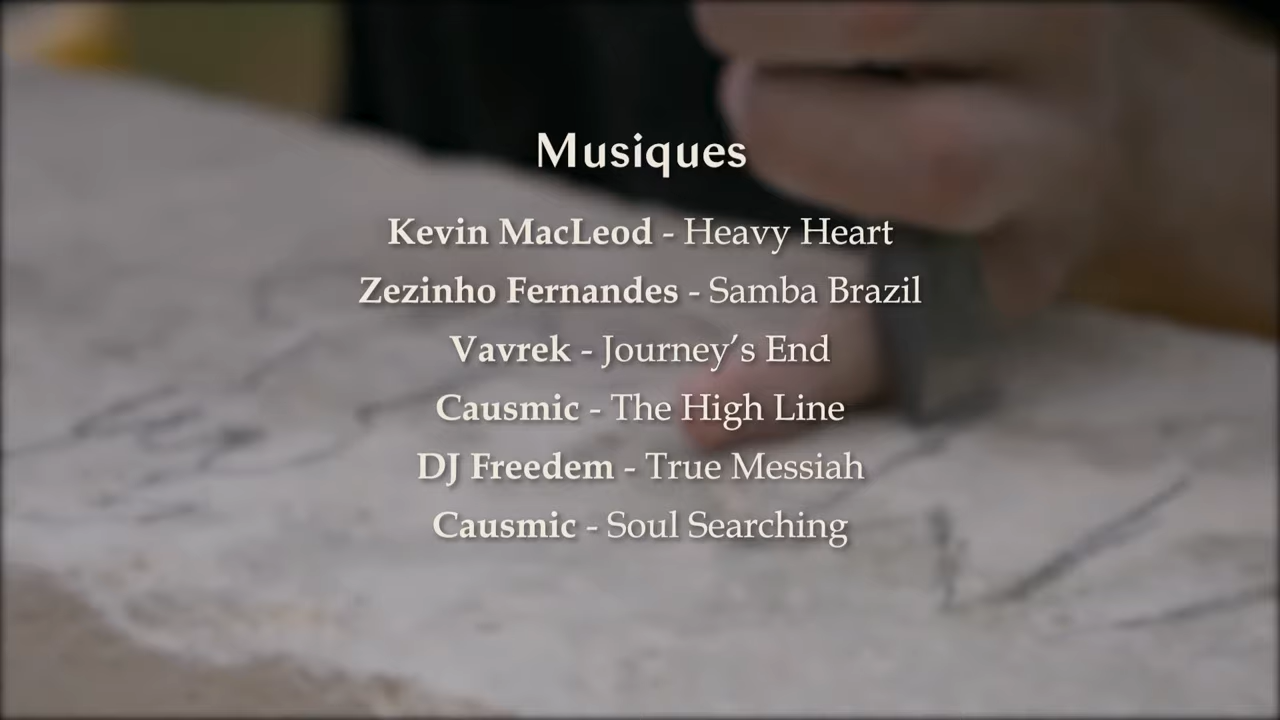 Musiques
Kevin MacLeod - Heavy Heart
Zezinho Fernandes - Samba Brazil
Vavrek - Journey’s End
Causmic - The High Line
DJ Freedem - True Messiah
Causmic - Soul Searching